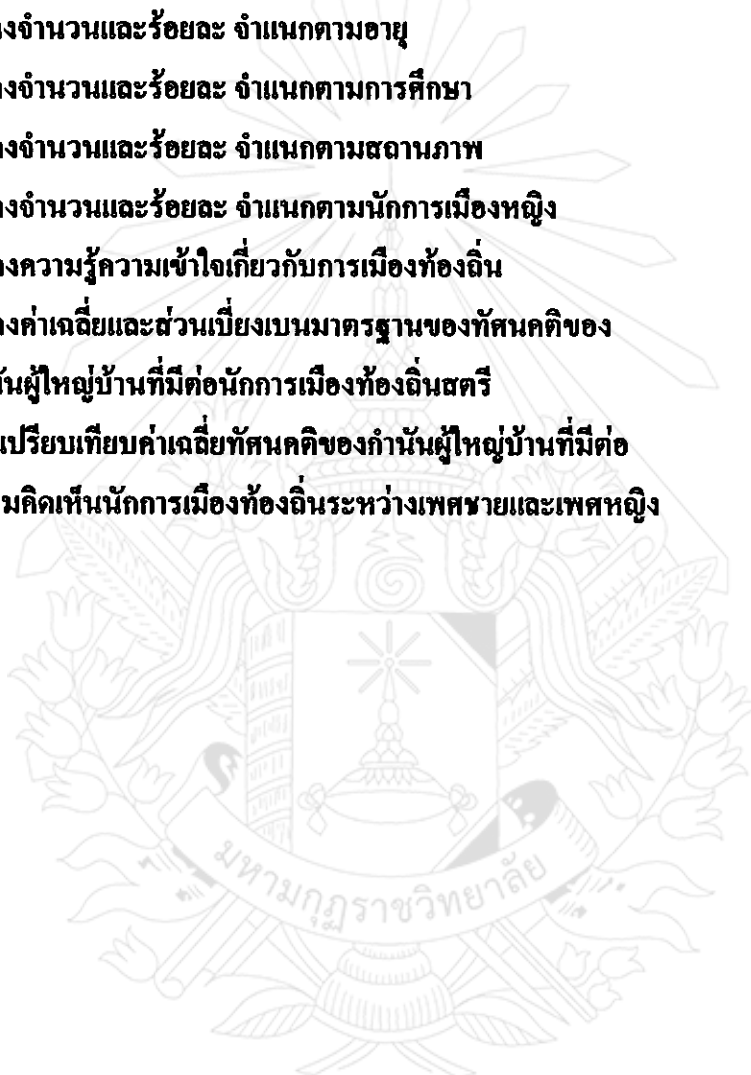 งจำนวนและร้อยละ จำแนกตามอายุ
งจำนวนและร้อยละ จำแนกตามการศึกษา
งจำนวนและร้อยละ จำแนกตามสถานภาพ
งจำนวนและร้อยละ จำแนกตามนักการเมืองหญิง
งความรู้ความเข้าใจเกี่ยวกับการเมืองท้องถิ่น
งค่าเฉลี่ยและส่วนเบี่ยงเบนมาตรฐานของทัศนคติของ
นันผู้ใหญ่บ้านที่มีต่อนักการเมืองท้องถิ่นสตรี
เปรียบเทียบค่าเฉลี่ยทัศนคติของกำนันผู้ใหญ่บ้านที่มีต่อ
มคิดเห็นนักการเมืองท้องถิ่นระหว่างเพศชายและเพศหญิง
มหามกุฏราชวิทยาลัย